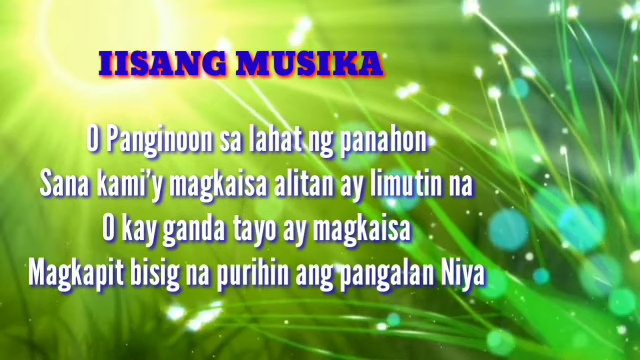 IISANG MUSIKA
O Panginoon sa lahat ng panahon
Sana kami'y magkaisa alitan ay limutin na
O kay ganda tayo ay magkaisa
Magkapit bisig na purihin ang pangalan Niya